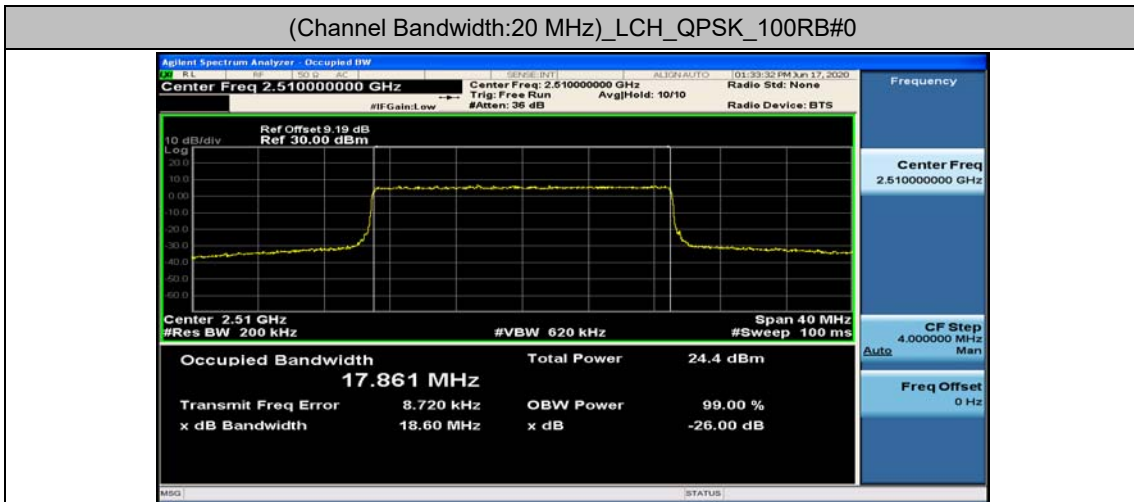 (Channel Bandwidth:20 MHz)_LCH_QPSK_100RB#0
Agilent Spectrum Analyzer - Occupied BW
LXI RL RF 50 Ω AC SENSE:INT ALIGN AUTO 01:33:32 PM Jun 17, 2020
Center Freq 2.510000000 GHz
Center Freq: 2.510000000 GHz
Radio Std: None
Trig: Free Run Avg|Hold: 10/10
#IFGain:Low #Atten: 36 dB Radio Device: BTS
Frequency
Ref Offset 9.19 dB
10 dB/div Ref 30.00 dBm
Log
20.0
10.0
0.00
-10.0
-20.0
-30.0
-40.0
-50.0
-60.0
Center Freq
2.510000000 GHz
Center 2.51 GHz Span 40 MHz
#Res BW 200 kHz #VBW 620 kHz #Sweep 100 ms
CF Step
4.000000 MHz
Auto Man
Occupied Bandwidth Total Power 24.4 dBm
17.861 MHz
Freq Offset
0 Hz
Transmit Freq Error 8.720 kHz OBW Power 99.00 %
x dB Bandwidth 18.60 MHz x dB -26.00 dB
MSG STATUS